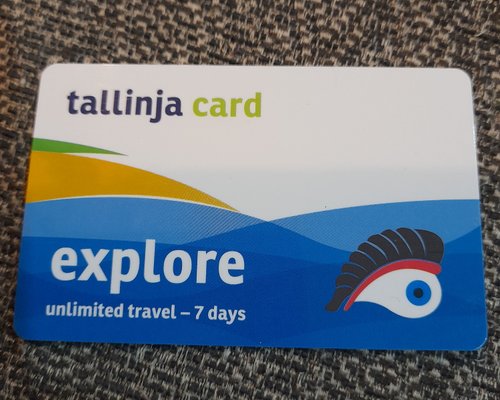 tallinja card
explore
unlimited travel – 7 days